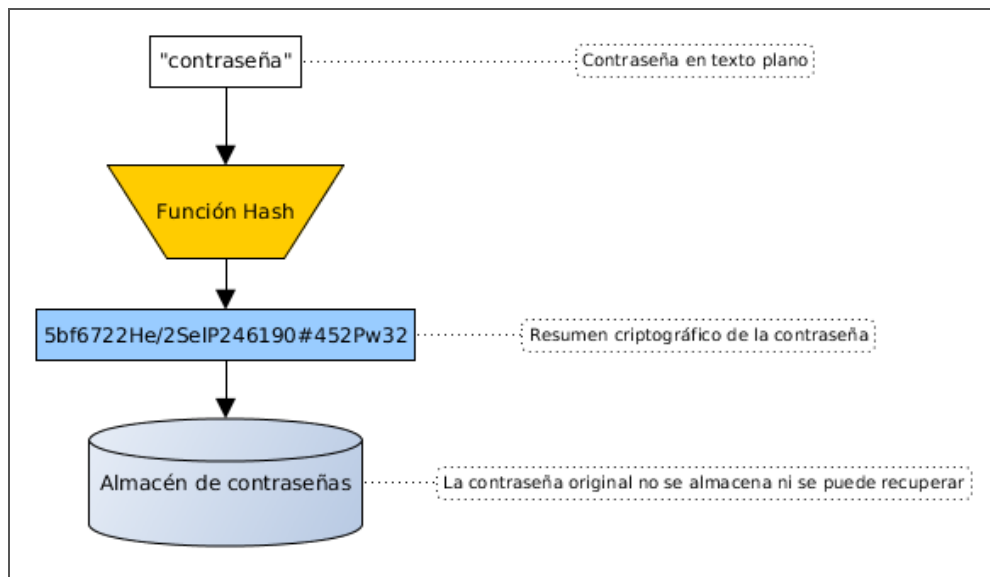 "contraseña"
Contraseña en texto plano
Función Hash
5bf6722He/2SelP246190#452Pw32
Resumen criptográfico de la contraseña
Almacén de contraseñas
La contraseña original no se almacena ni se puede recuperar